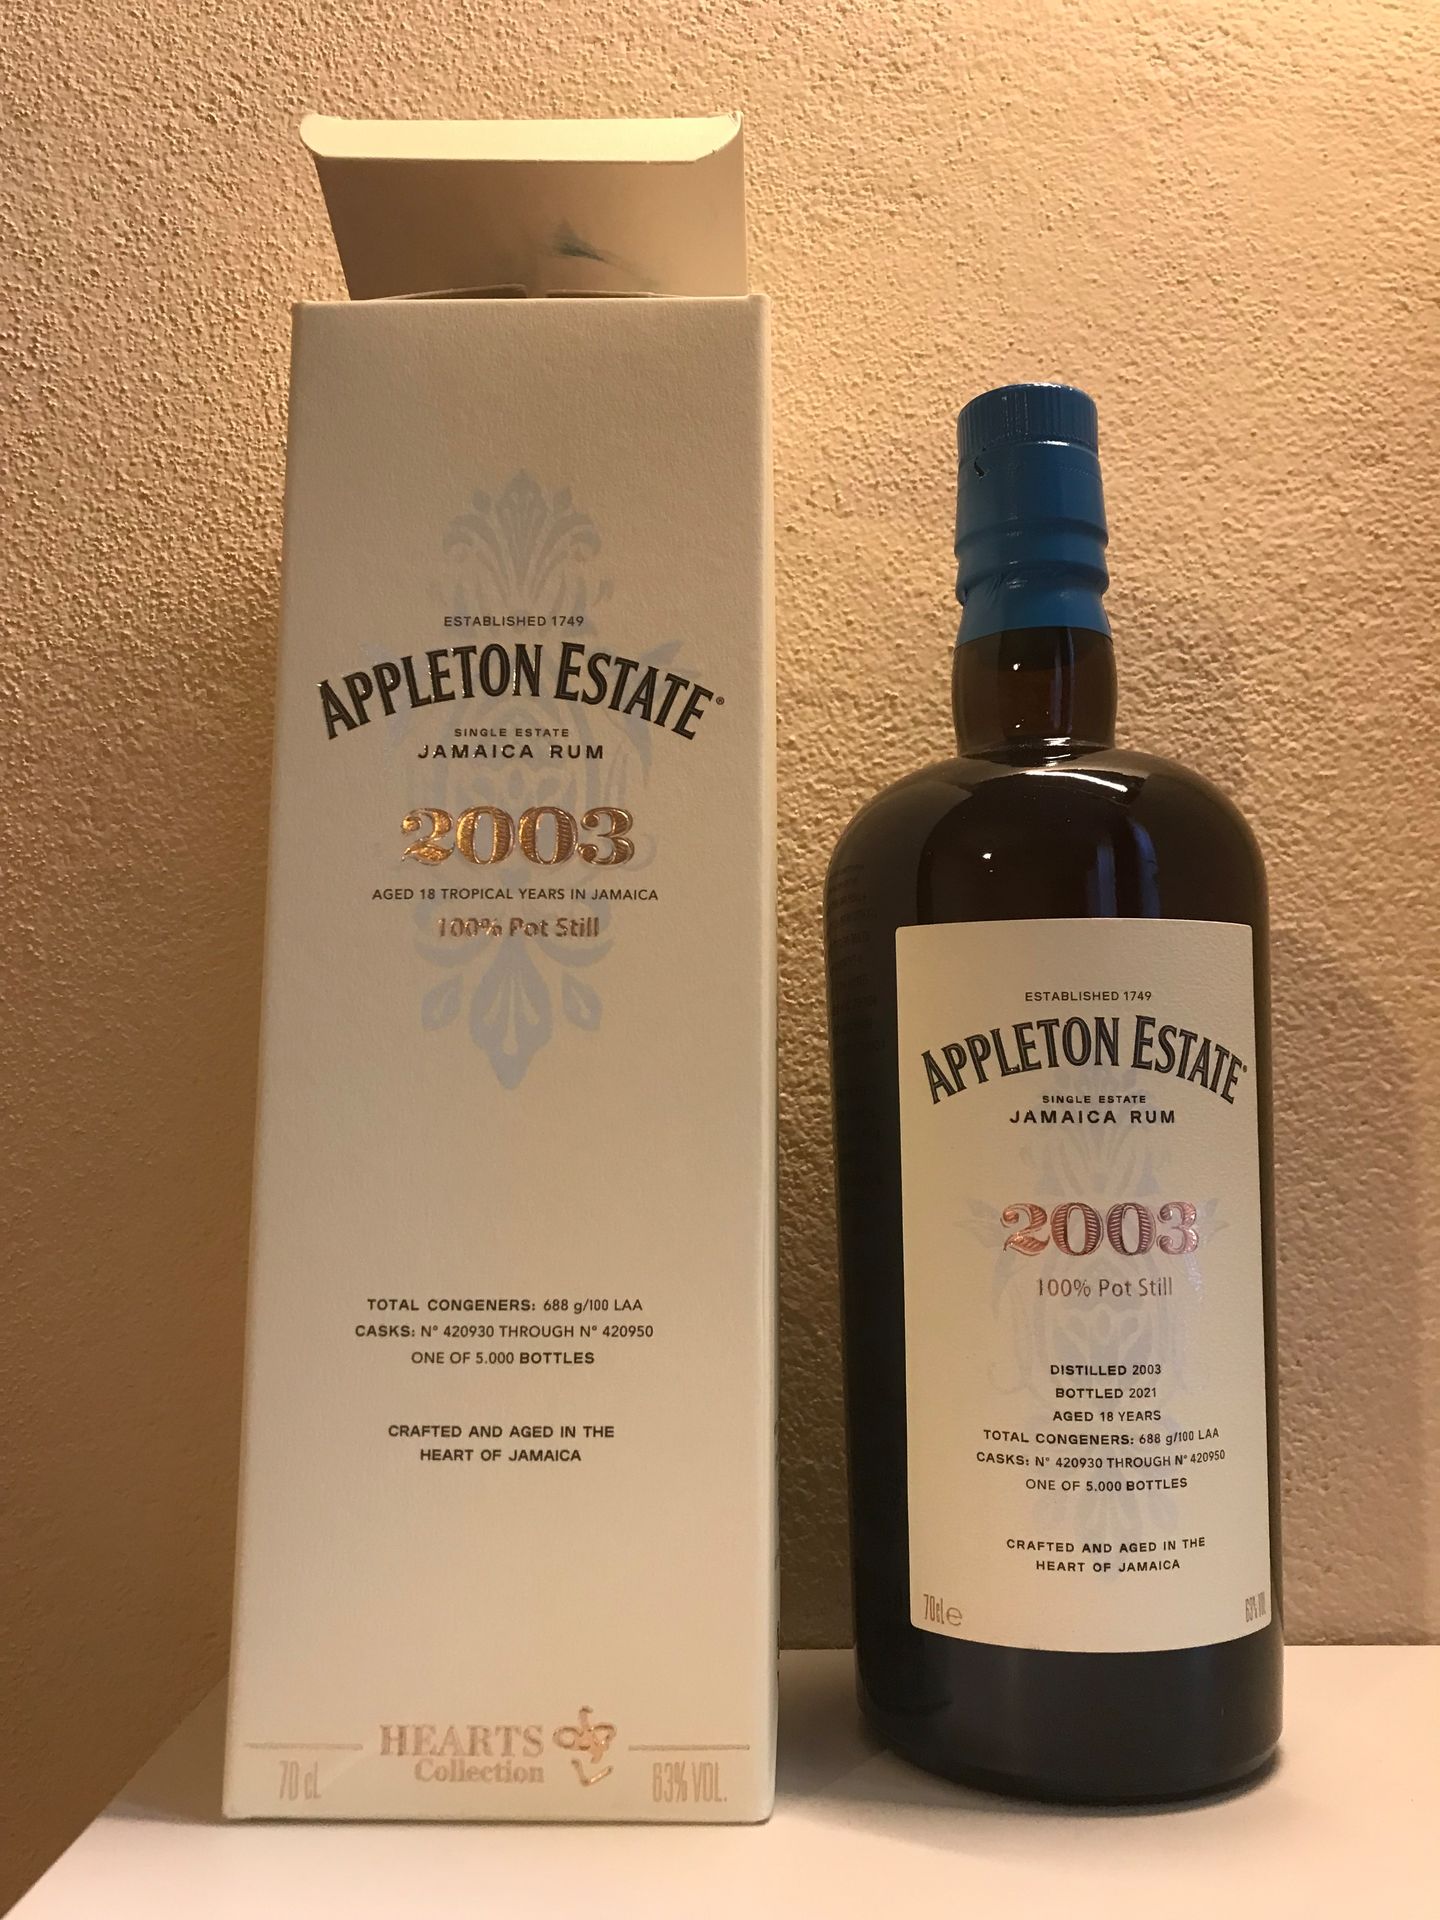 ESTABLISHED 1749
APPLETON ESTATE®
SINGLE ESTATE
JAMAICA RUM
2003
AGED 18 TROPICAL YEARS IN JAMAICA
100% Pot Still
TOTAL CONGENERS: 688 g/100 LAA
CASKS: N° 420930 THROUGH N° 420950
ONE OF 5.000 BOTTLES
CRAFTED AND AGED IN THE
HEART OF JAMAICA
HEARTS
Collection
70 cL 63% VOL.
ESTABLISHED 1749
APPLETON ESTATE®
SINGLE ESTATE
JAMAICA RUM
2003
100% Pot Still
DISTILLED 2003
BOTTLED 2021
AGED 18 YEARS
TOTAL CONGENERS: 688 g/100 LAA
CASKS: N° 420930 THROUGH N° 420950
ONE OF 5.000 BOTTLES
CRAFTED AND AGED IN THE
HEART OF JAMAICA
70cl e 63% VOL